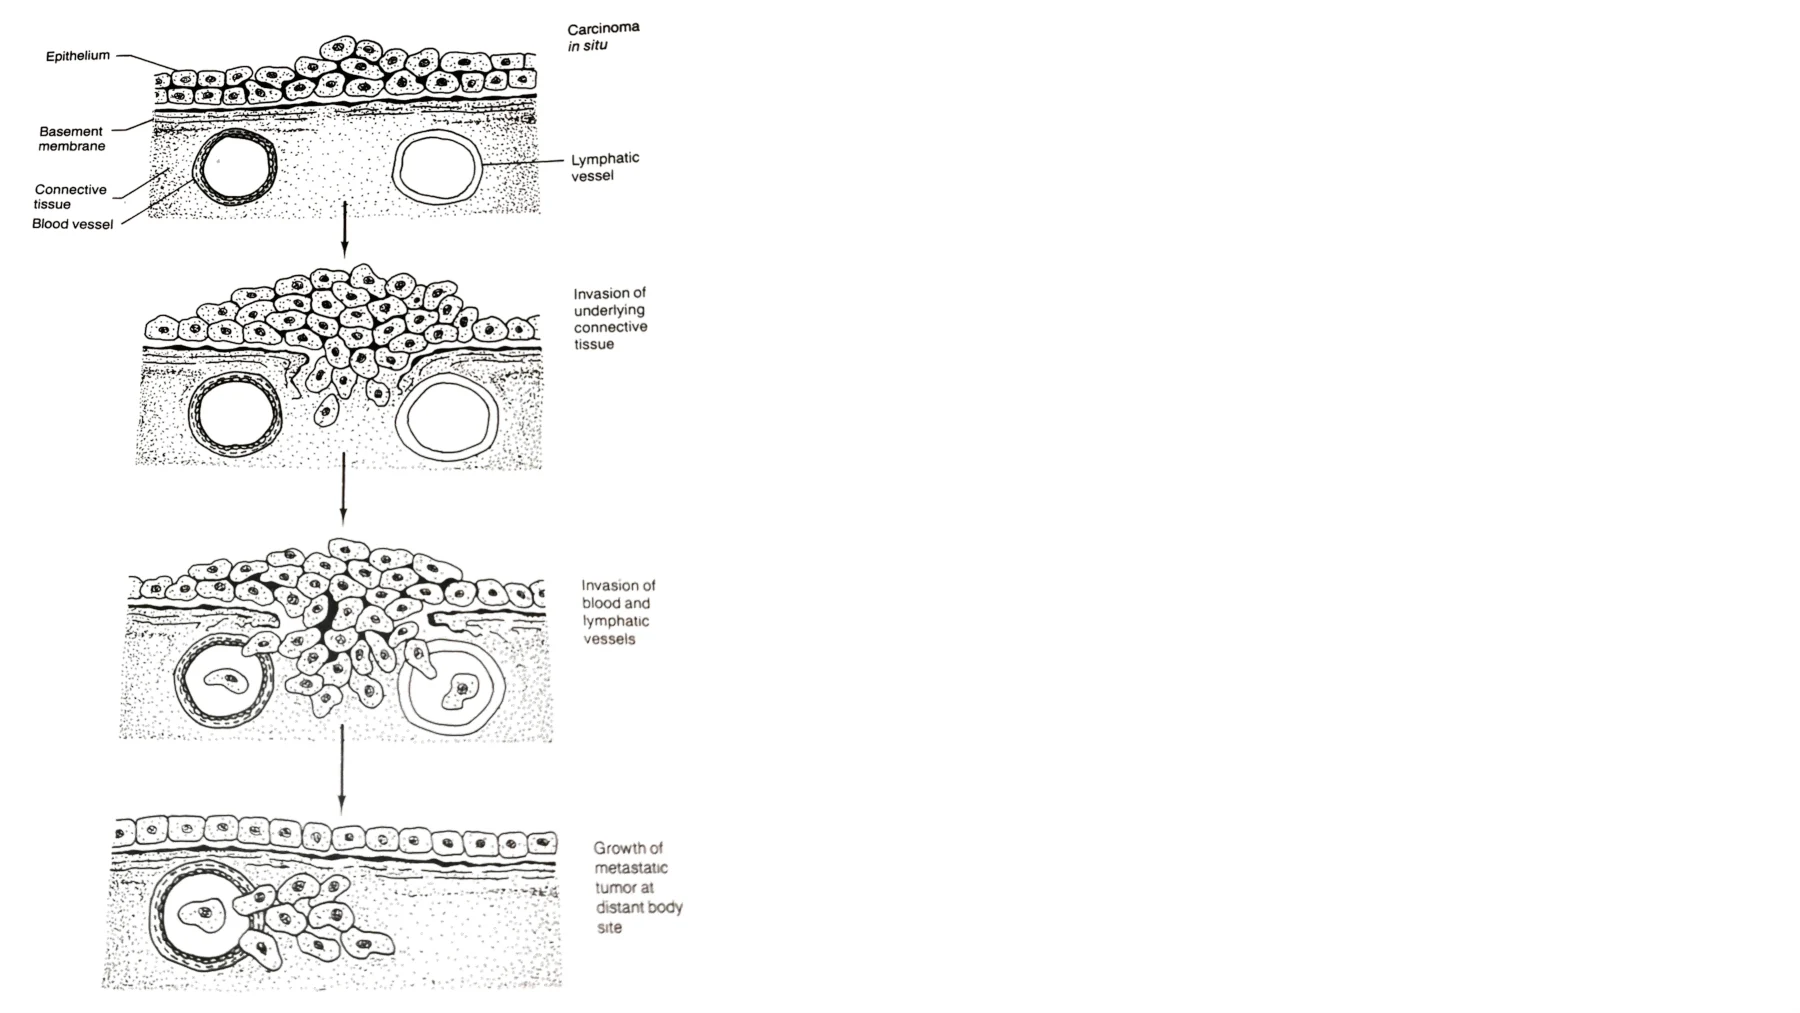 Carcinoma
in situ
Epithelium
Basement
membrane
Connective
tissue
Blood vessel
Lymphatic
vessel
Invasion of
underlying
connective
tissue
Invasion of
blood and
lymphatic
vessels
Growth of
metastatic
tumor at
distant body
site